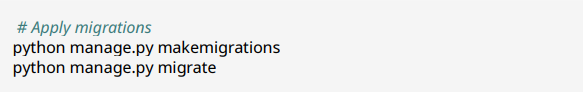 # Apply migrations
python manage.py makemigrations
python manage.py migrate